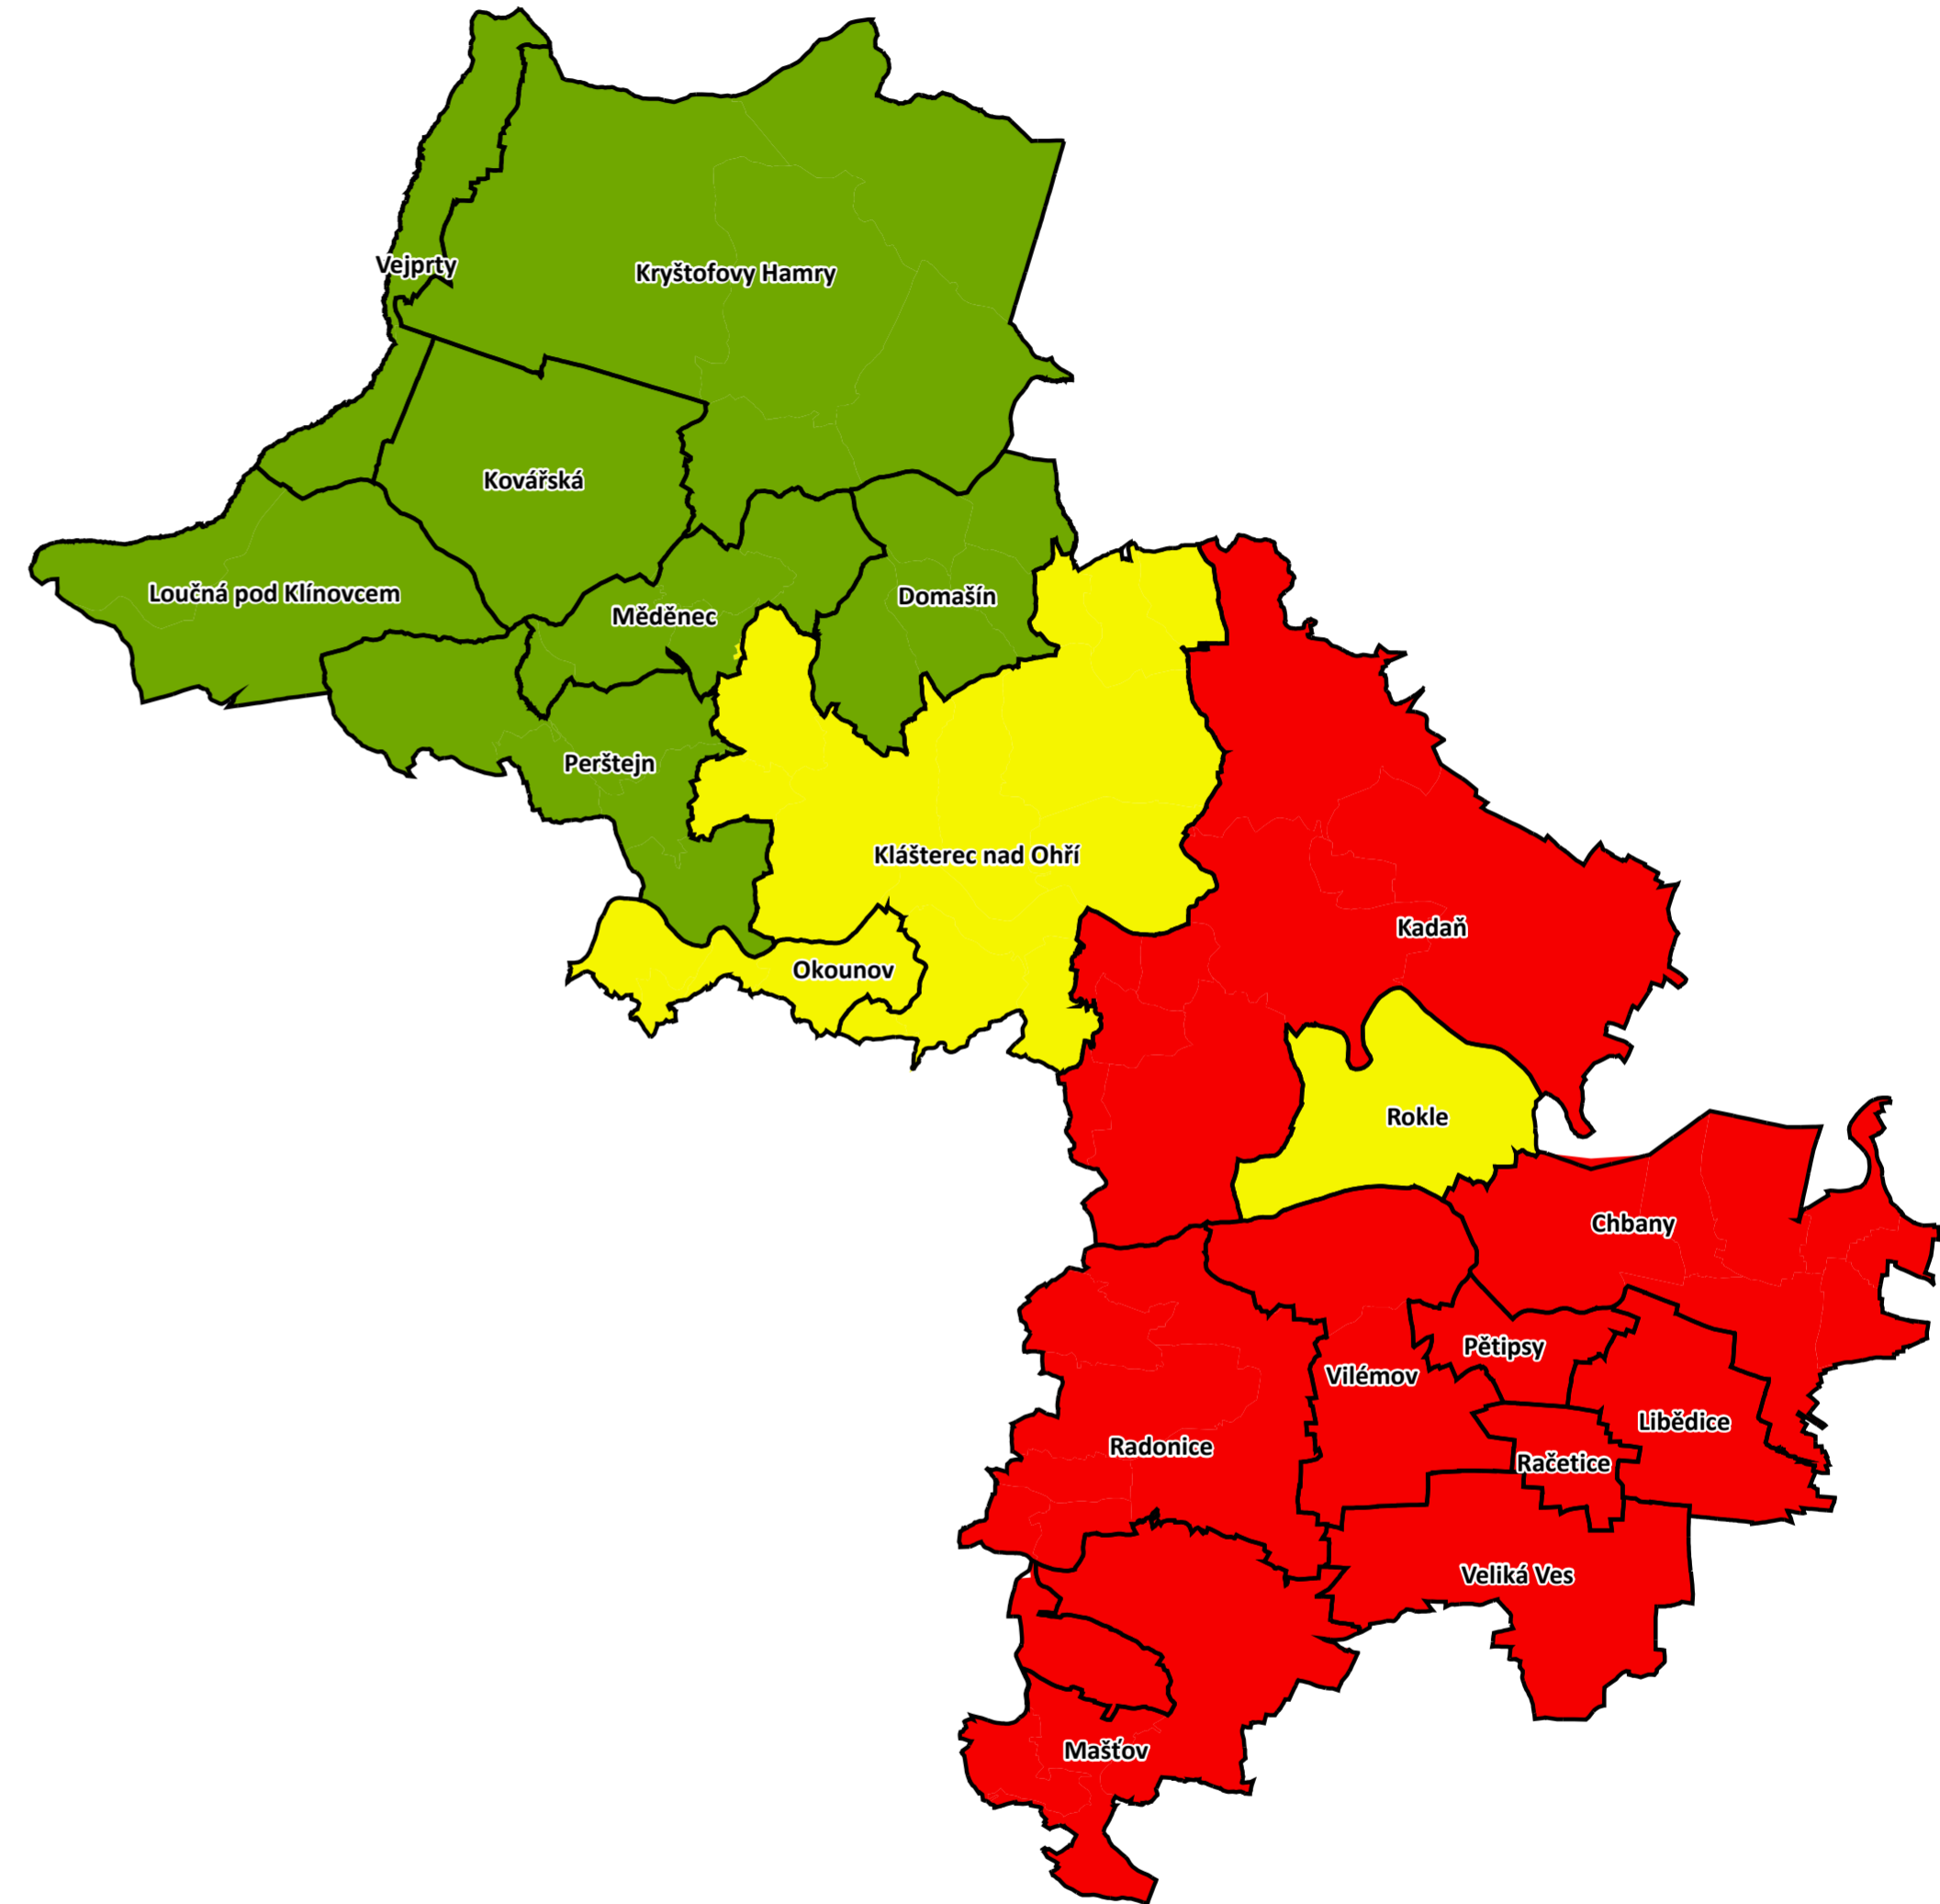 Vejprty
Kryštofovy Hamry
Kovářská
Loučná pod Klínovcem
Domašín
Měděnec
Perštejn
Klášterec nad Ohří
Kadaň
Okounov
Rokle
Chbany
Pětipsy
Vilémov
Libědice
Radonice
Račetice
Veliká Ves
Mašťov